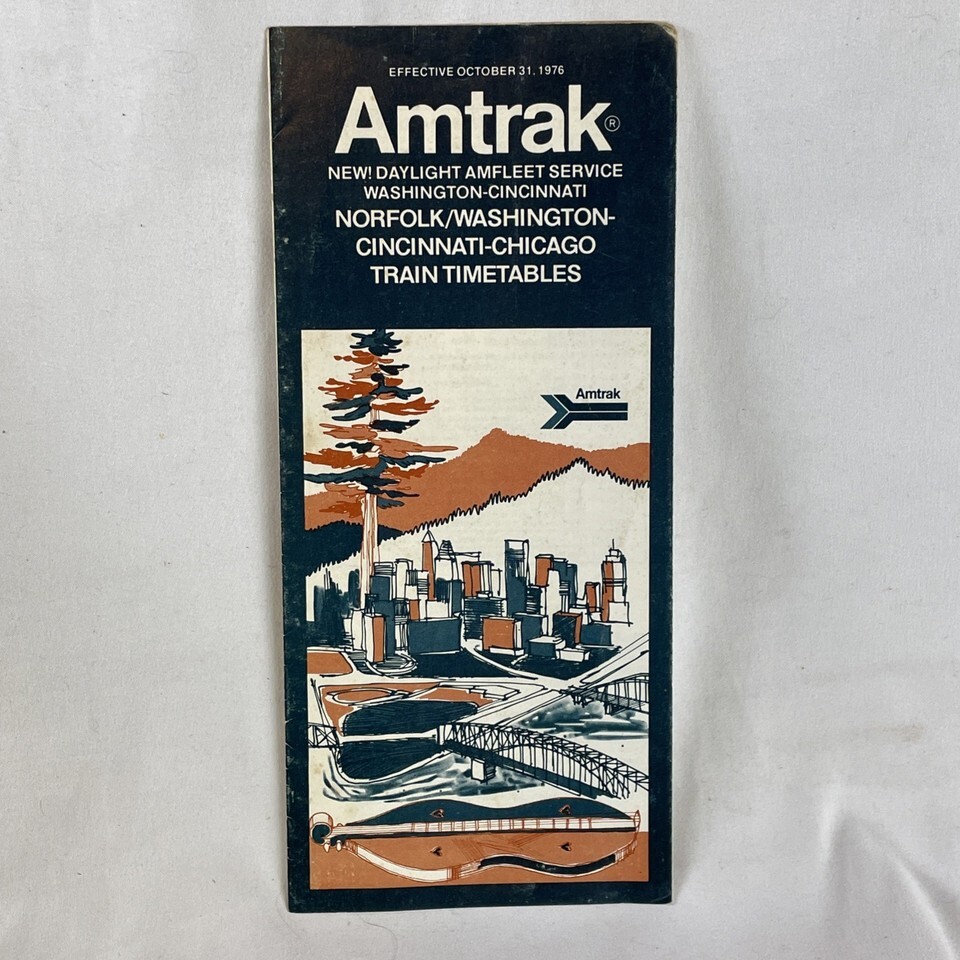 EFFECTIVE OCTOBER 31, 1976
Amtrak®
NEW! DAYLIGHT AMFLEET SERVICE
WASHINGTON-CINCINNATI
NORFOLK/WASHINGTON-
CINCINNATI-CHICAGO
TRAIN TIMETABLES
Amtrak